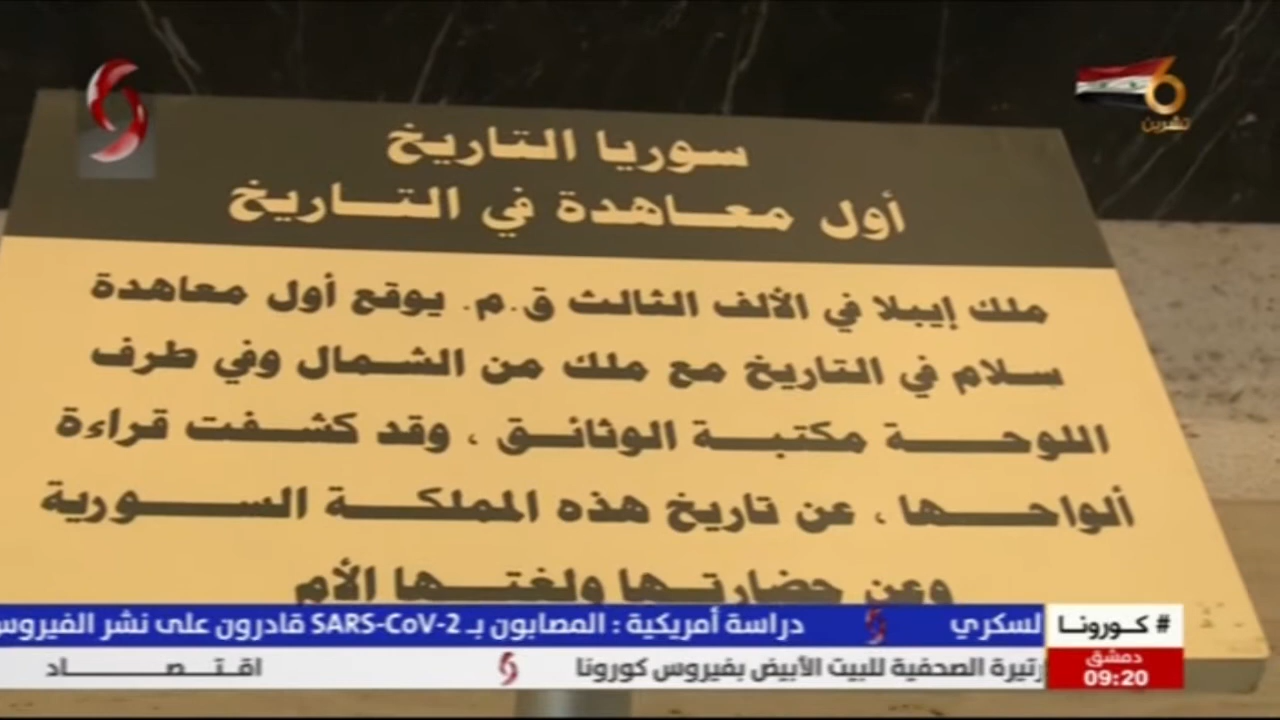 6
تشرين
سوريا التاريخ
أول معاهدة في التاريخ
ملك إيبلا في الألف الثالث ق.م. يوقع أول معاهدة
سلام في التاريخ مع ملك من الشمال وفي طرف
اللوحة مكتبة الوثائق ، وقد كشفت قراءة
ألواحها ، عن تاريخ هذه المملكة السورية
وعن حضارتها ولغتها الأم
# كورونا
لسكري دراسة أمريكية : المصابون بـ SARS-CoV-2 قادرون على نشر الفيروس
دمشق
09:20
رتيرة الصحفية للبيت الأبيض بفيروس كورونا اقتصاد